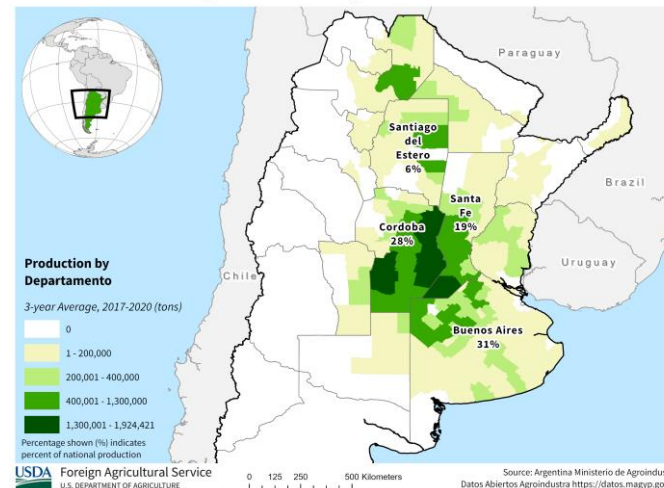 Paraguay
Santiago
del
Estero
6%
Brazil
Santa
Fe
19%
Cordoba
28%
Chile
Uruguay
Buenos Aires
31%
Production by
Departamento
3-year Average, 2017-2020 (tons)
0
1 - 200,000
200,001 - 400,000
400,001 - 1,300,000
1,300,001 - 1,924,421
Percentage shown (%) indicates
percent of national production
USDA Foreign Agricultural Service
U.S. DEPARTMENT OF AGRICULTURE
0 125 250 500 Kilometers
Source: Argentina Ministerio de Agroindus
Datos Abiertos Agroindustra https://datos.magyp.go